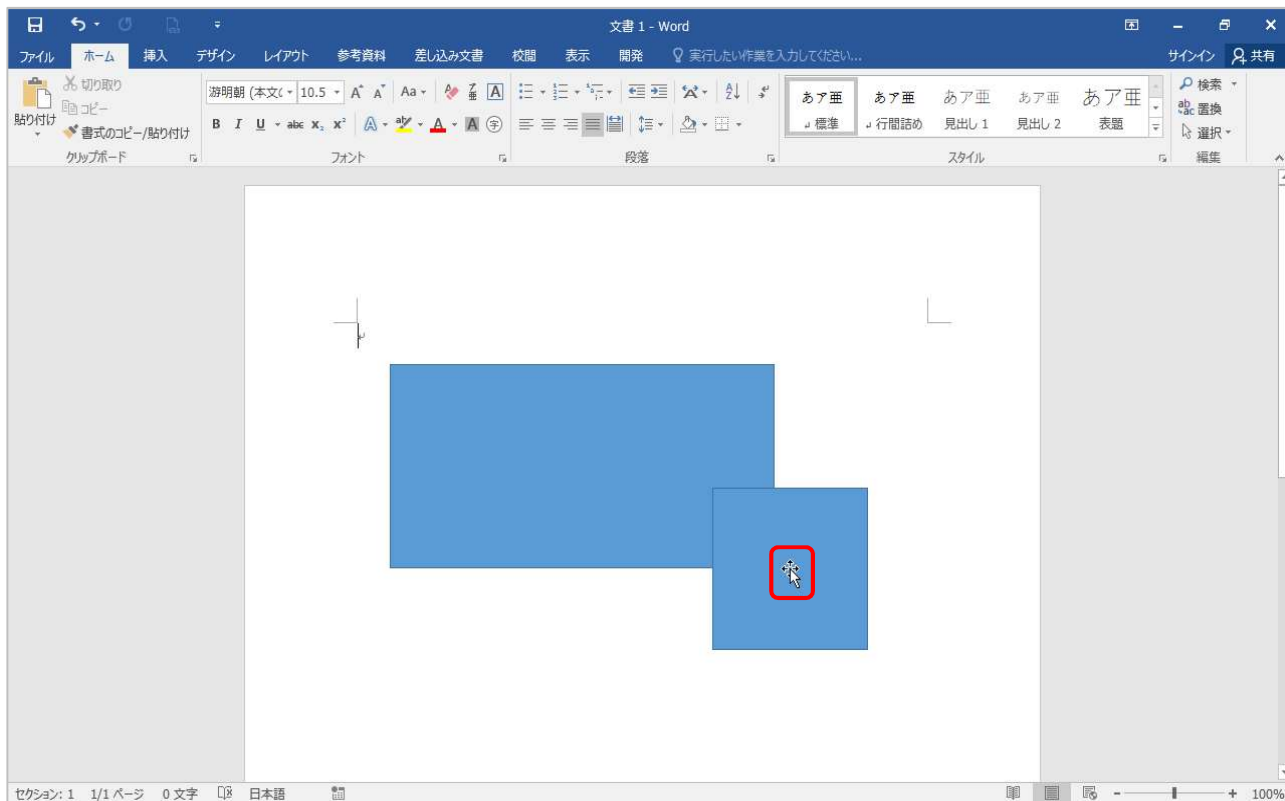 文書 1 - Word
ファイル ホーム 挿入 デザイン レイアウト 参考資料 差し込み文書 校閲 表示 開発 実行したい作業を入力してください... サインイン 共有
貼り付け 切り取り コピー 書式のコピー/貼り付け
クリップボード
游明朝 (本文( 10.5 A A Aa A
B I U abc X₂ X² A aby A A 字
フォント
段落
あア亜 標準 あア亜 行間詰め あア亜 見出し 1 あア亜 見出し 2 あア亜 表題
スタイル
検索
置換
選択
編集
セクション: 1 1/1 ページ 0 文字 日本語 100%